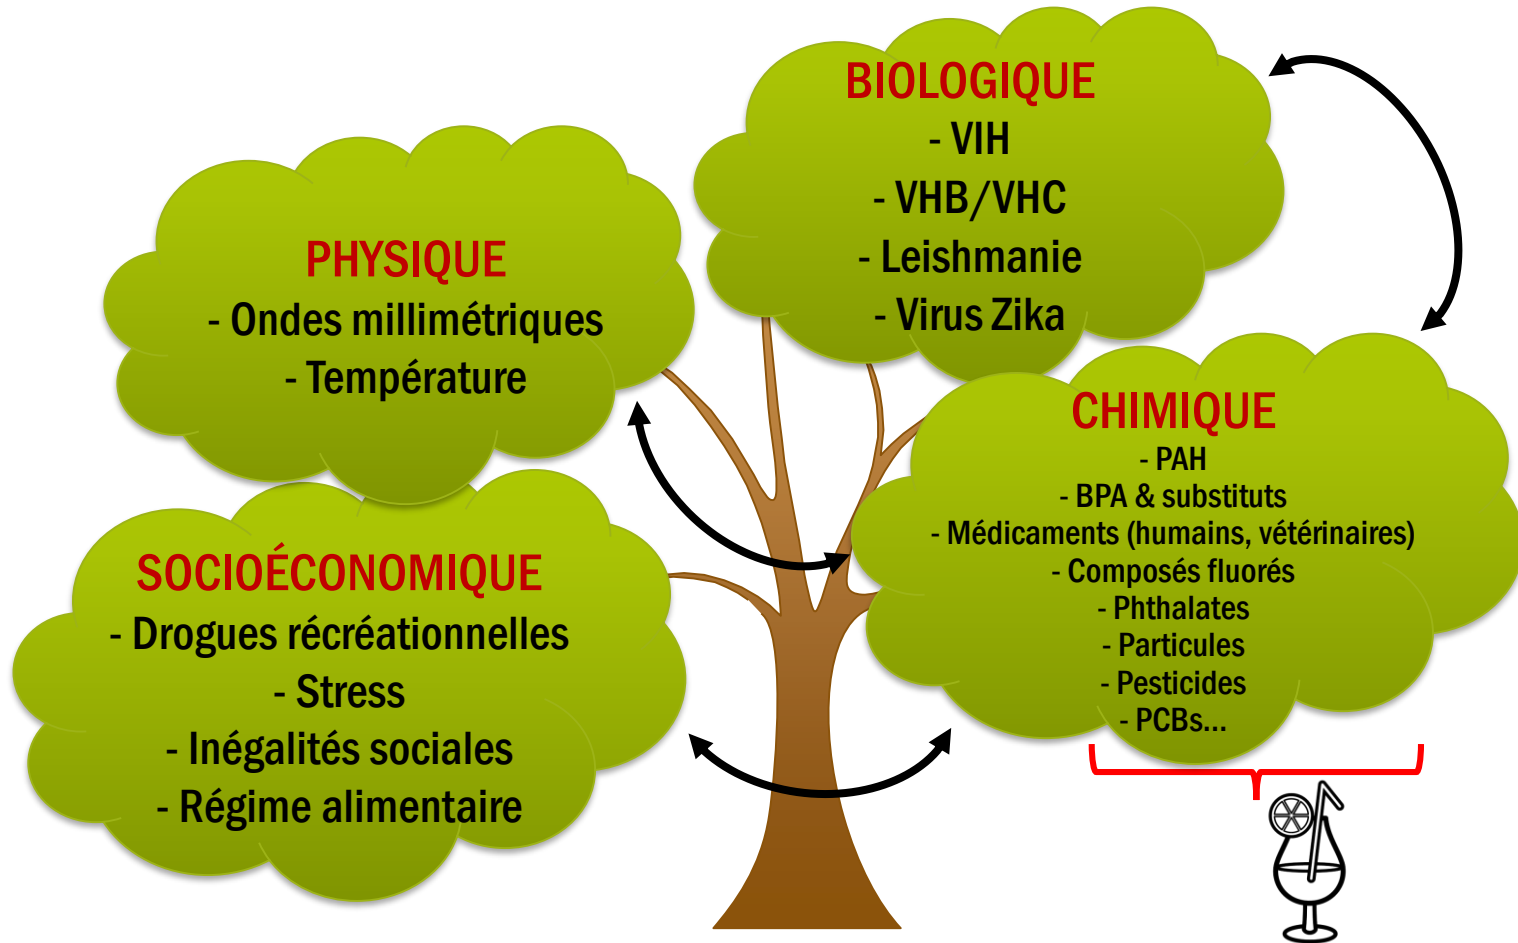 PHYSIQUE
- Ondes millimétriques
- Température
BIOLOGIQUE
- VIH
- VHB/VHC
- Leishmanie
- Virus Zika
SOCIOÉCONOMIQUE
- Drogues récréationnelles
- Stress
- Inégalités sociales
- Régime alimentaire
CHIMIQUE
- PAH
- BPA & substituts
- Médicaments (humains, vétérinaires)
- Composés fluorés
- Phthalates
- Particules
- Pesticides
- PCBs...